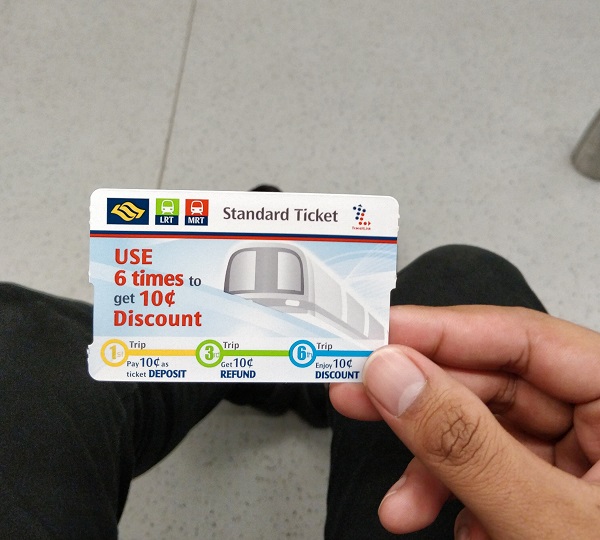 LRT MRT Standard Ticket TransitLink
USE
6 times to
get 10¢
Discount
1st Trip 3rd Trip 6th Trip
Pay 10¢ as Get 10¢ Enjoy 10¢
ticket DEPOSIT REFUND DISCOUNT